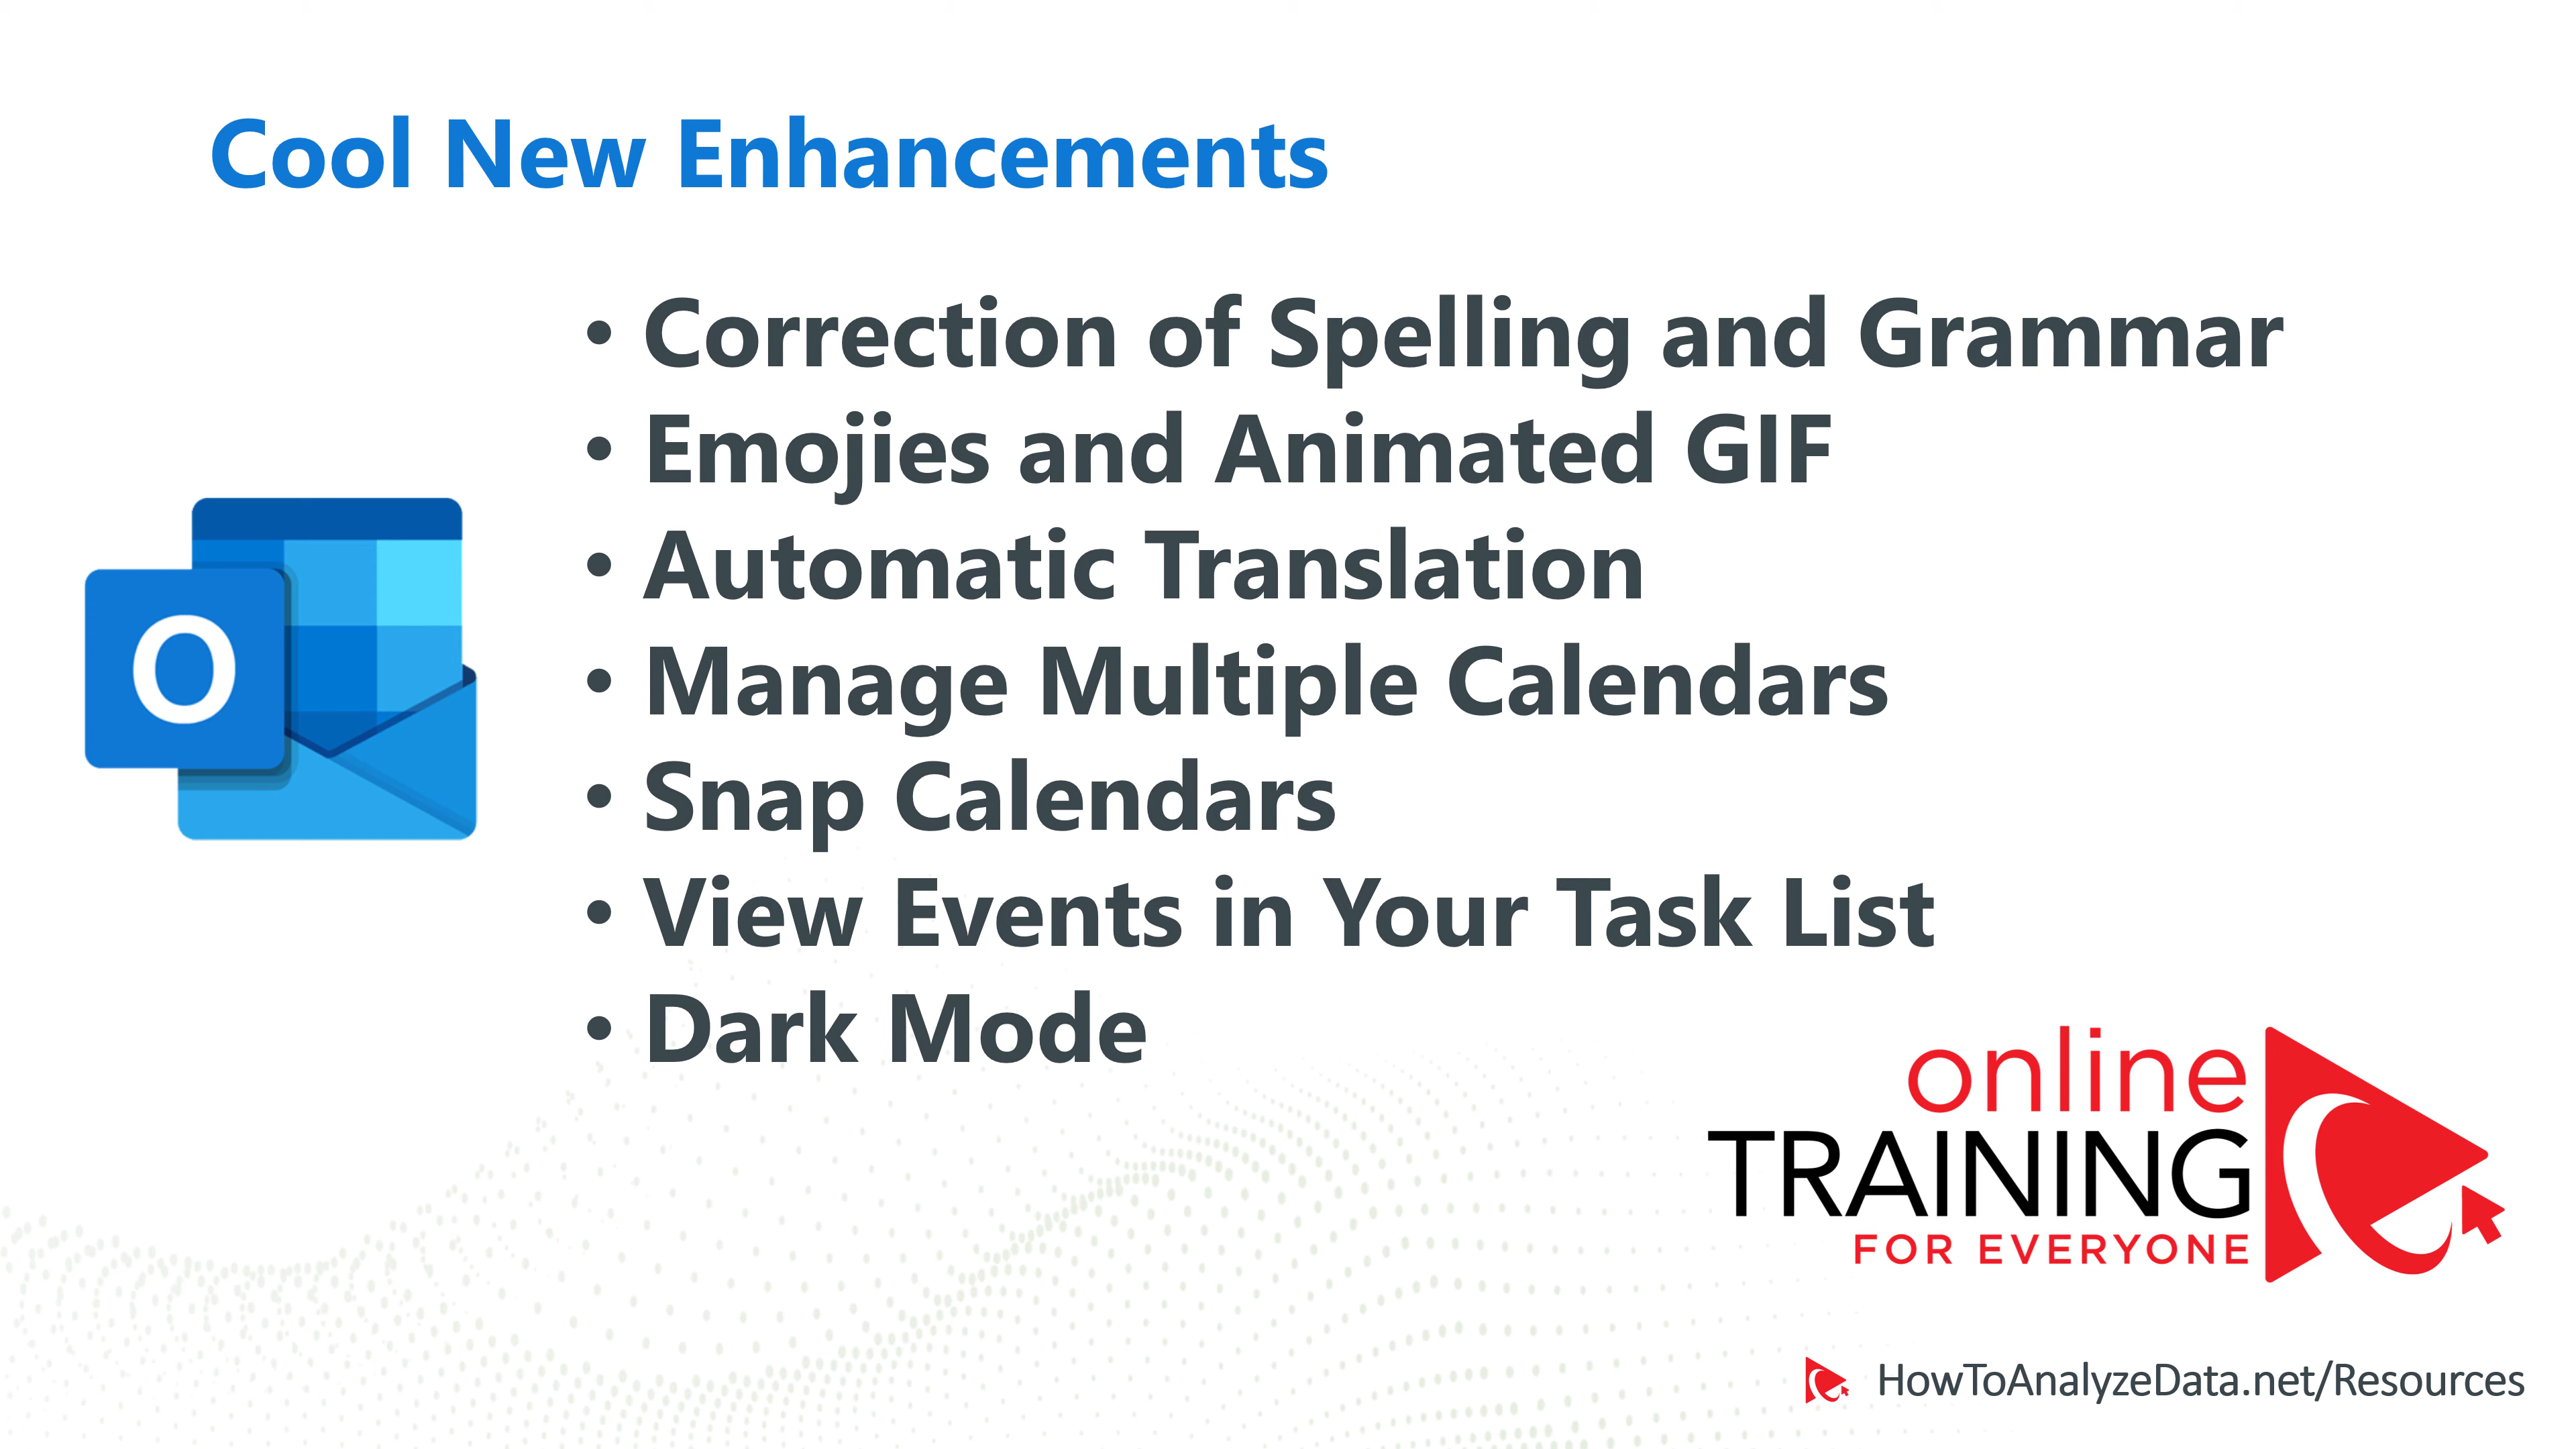 Cool New Enhancements
• Correction of Spelling and Grammar
• Emojies and Animated GIF
• Automatic Translation
• Manage Multiple Calendars
• Snap Calendars
• View Events in Your Task List
• Dark Mode
O
online
TRAINING
FOR EVERYONE
HowToAnalyzeData.net/Resources